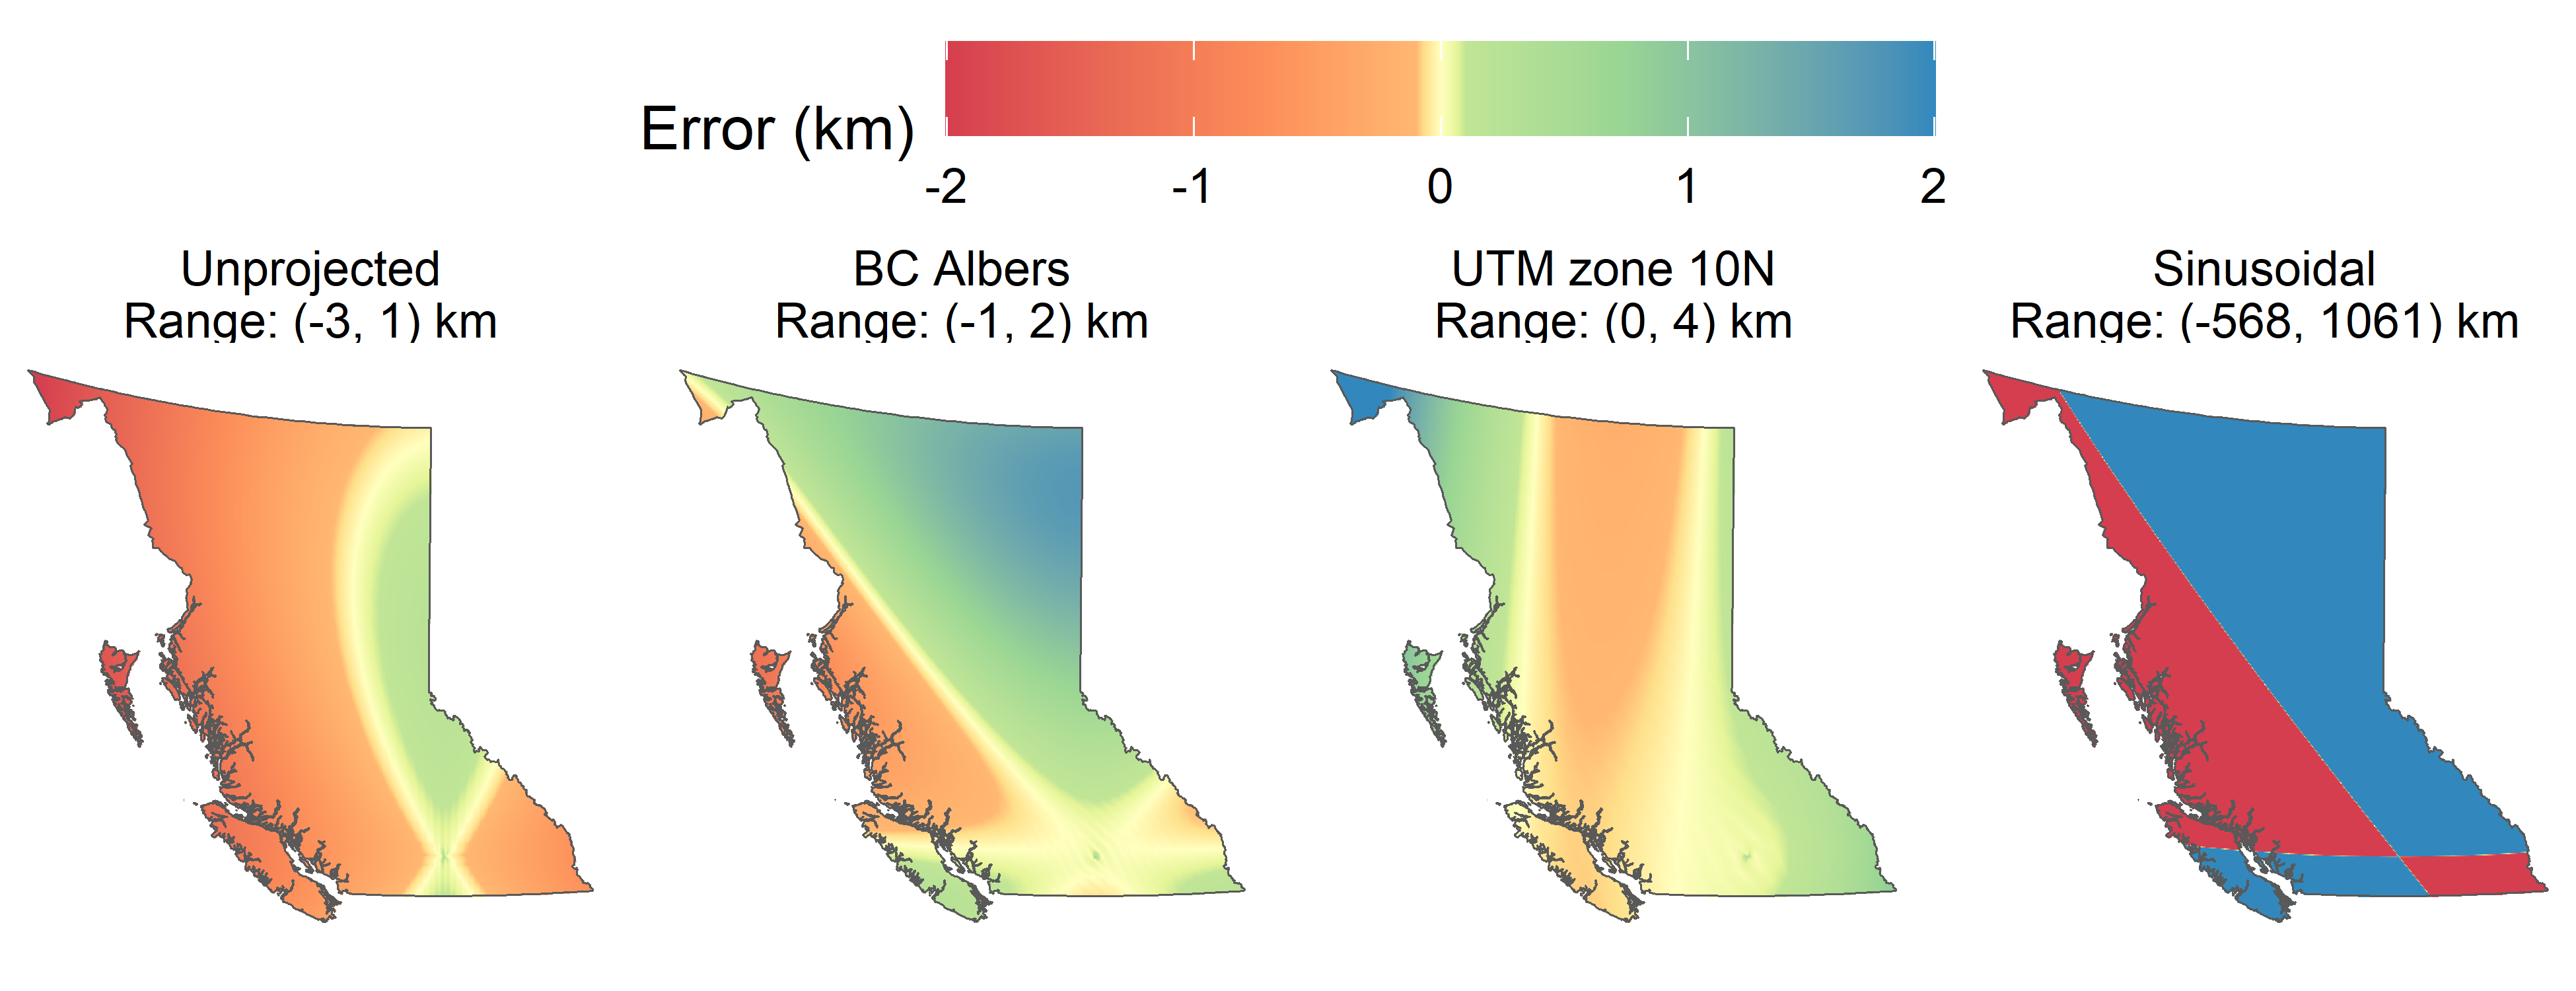 Error (km)
-2 -1 0 1 2
Unprojected
Range: (-3, 1) km
BC Albers
Range: (-1, 2) km
UTM zone 10N
Range: (0, 4) km
Sinusoidal
Range: (-568, 1061) km